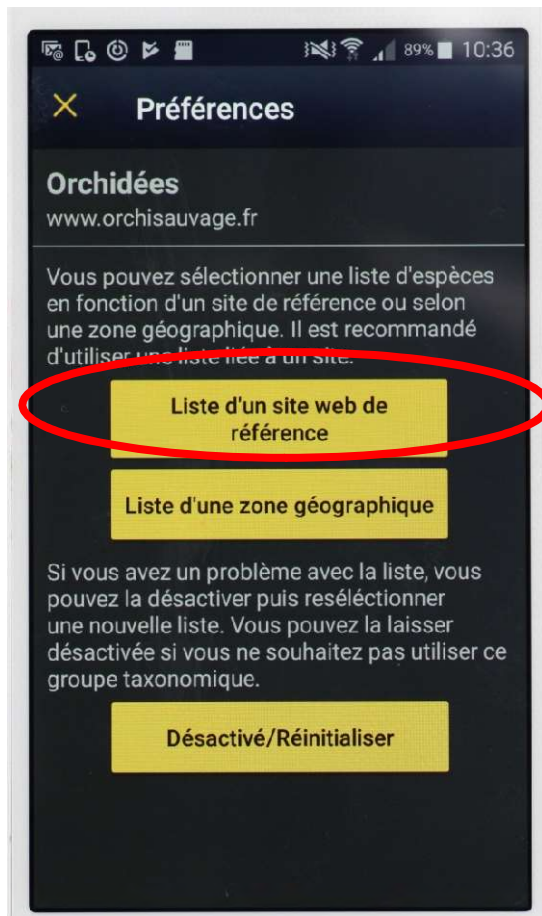 89% 10:36
Préférences
Orchidées
www.orchisauvage.fr
Vous pouvez sélectionner une liste d'espèces
en fonction d'un site de référence ou selon
une zone géographique. Il est recommandé
d'utiliser une liste liée à un site.
Liste d'un site web de
référence
Liste d'une zone géographique
Si vous avez un problème avec la liste, vous
pouvez la désactiver puis reséléctionner
une nouvelle liste. Vous pouvez la laisser
désactivée si vous ne souhaitez pas utiliser ce
groupe taxonomique.
Désactivé/Réinitialiser